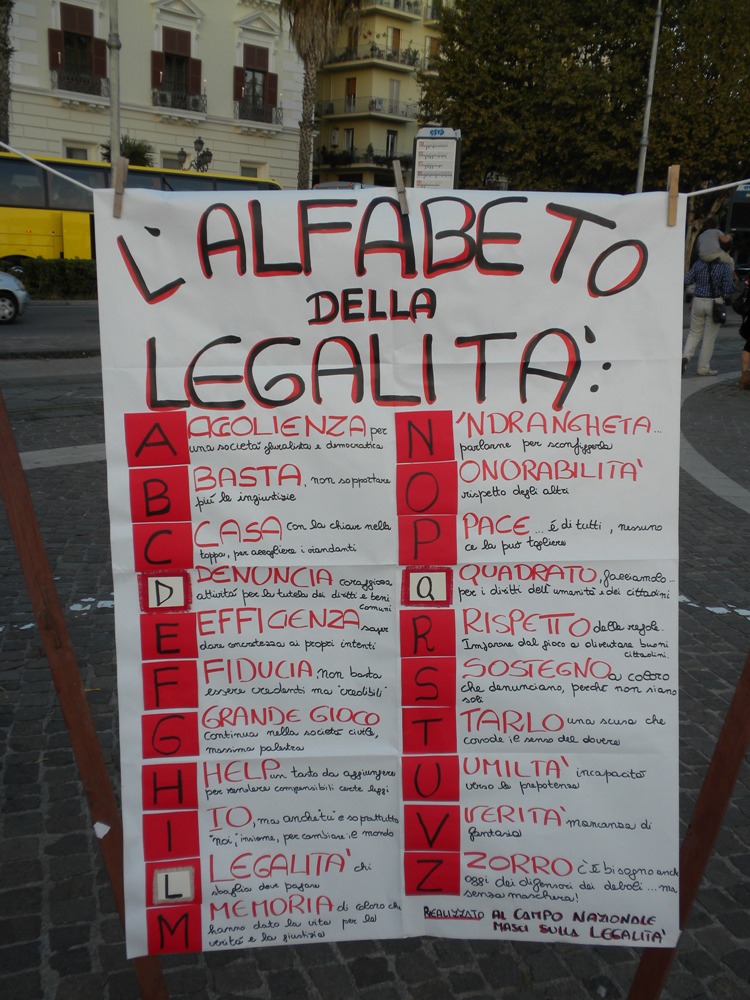 L'ALFABETO
DELLA
LEGALITA':
A AGOLIENZA per
una società pluralista e democratica
B BASTA, non sopportare
più le ingiustizie
C CASA con la chiave nella
toppa, per accogliere i viandanti
D DENUNCIA coraggiosa
attività per la tutela dei diritti e beni
comuni
E EFFICENZA saper
dare concretezza ai propri intenti
F FIDUCIA, non basta
essere credenti ma "credibili"
G GRANDE GIOCO
continua nella società civile,
massima palestra
H HELP un tasto da aggiungere
per rendere compensibili certe leggi
I IO, ma anche tu e soprattutto
"noi", insieme, per cambiare il mondo
L LEGALITA' chi
sbaglia deve pagare
M MEMORIA di coloro che
hanno dato la vita per la
verità e la giustizia
N 'NDRANGHETA...
parlarne per sconfiggerla
O ONORABILITA'
rispetto degli altri
P PACE... é di tutti, nessuno
ce la può togliere
Q QUADRATO, facciamolo...
per i diritti dell'umanità e dei cittadini
R RISPETTO delle regole.
Imparare dal gioco a diventare buoni
cittadini.
S SOSTEGNO a coloro
che denunciano, perché non siano
soli
T TARLO una scusa che
corrode il senso del dovere
U UMILTA' incapacità
verso la prepotenza
V VERITA' mancanza di
fantasia
Z ZORRO c'è bisogno anche
oggi dei difensori dei deboli... ma
senza maschera!
REALIZZATO AL CAMPO NAZIONALE
MASCI SULLA LEGALITA'